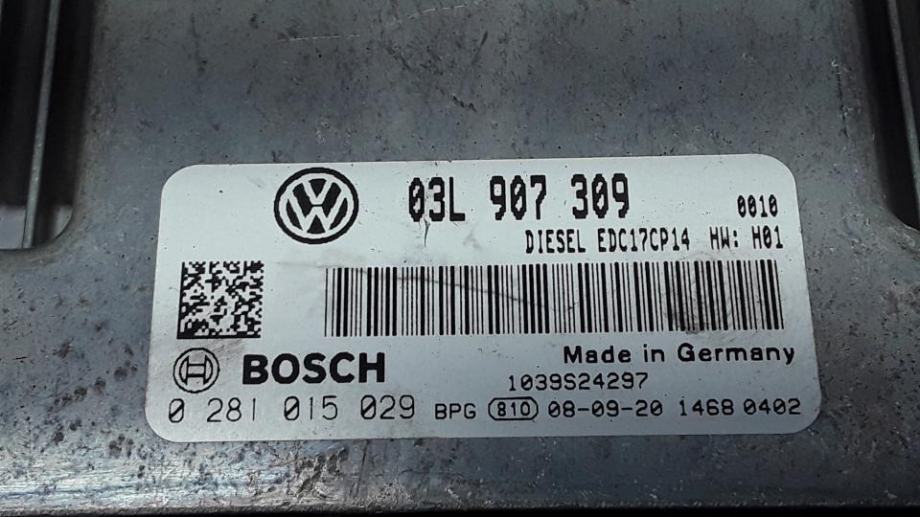 03L 907 309 0010
DIESEL EDC17CP14 HW: H01
BOSCH Made in Germany
1039S24297
0 281 015 029 BPG 810 08-09-20 1468 0402